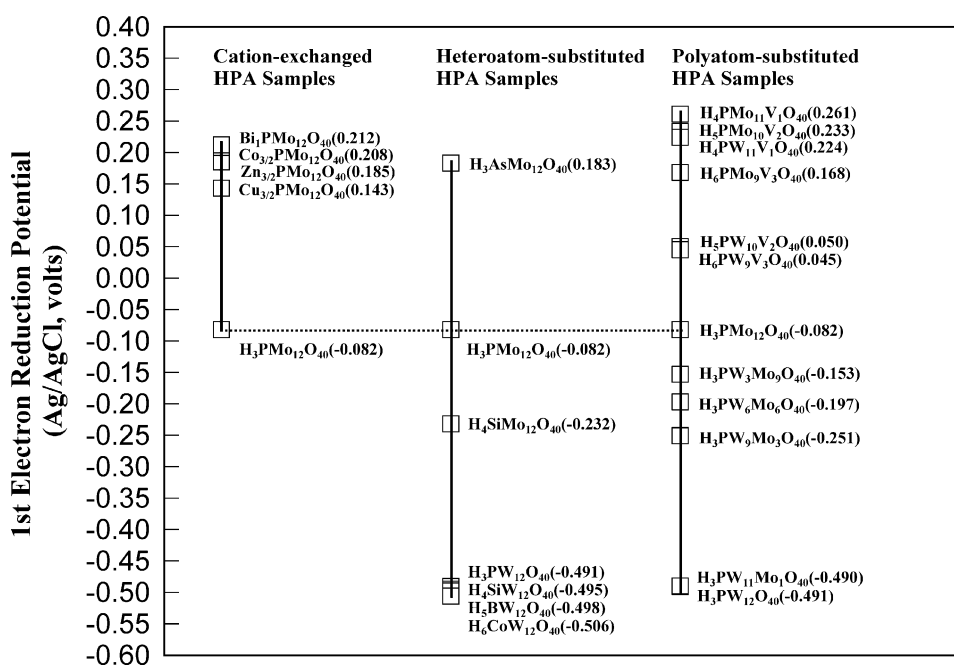 1st Electron Reduction Potential
(Ag/AgCl, volts)
0.40
0.35
0.30
0.25
0.20
0.15
0.10
0.05
0.00
-0.05
-0.10
-0.15
-0.20
-0.25
-0.30
-0.35
-0.40
-0.45
-0.50
-0.55
-0.60
Cation-exchanged
HPA Samples
Bi₁PMo₁₂O₄₀(0.212)
Co₃/₂PMo₁₂O₄₀(0.208)
Zn₃/₂PMo₁₂O₄₀(0.185)
Cu₃/₂PMo₁₂O₄₀(0.143)
H₃PMo₁₂O₄₀(-0.082)
Heteroatom-substituted
HPA Samples
H₃AsMo₁₂O₄₀(0.183)
H₃PMo₁₂O₄₀(-0.082)
H₄SiMo₁₂O₄₀(-0.232)
H₃PW₁₂O₄₀(-0.491)
H₄SiW₁₂O₄₀(-0.495)
H₅BW₁₂O₄₀(-0.498)
H₆CoW₁₂O₄₀(-0.506)
Polyatom-substituted
HPA Samples
H₄PMo₁₁V₁O₄₀(0.261)
H₅PMo₁₀V₂O₄₀(0.233)
H₄PW₁₁V₁O₄₀(0.224)
H₆PMo₉V₃O₄₀(0.168)
H₅PW₁₀V₂O₄₀(0.050)
H₆PW₉V₃O₄₀(0.045)
H₃PMo₁₂O₄₀(-0.082)
H₃PW₃Mo₉O₄₀(-0.153)
H₃PW₆Mo₆O₄₀(-0.197)
H₃PW₉Mo₃O₄₀(-0.251)
H₃PW₁₁Mo₁O₄₀(-0.490)
H₃PW₁₂O₄₀(-0.491)